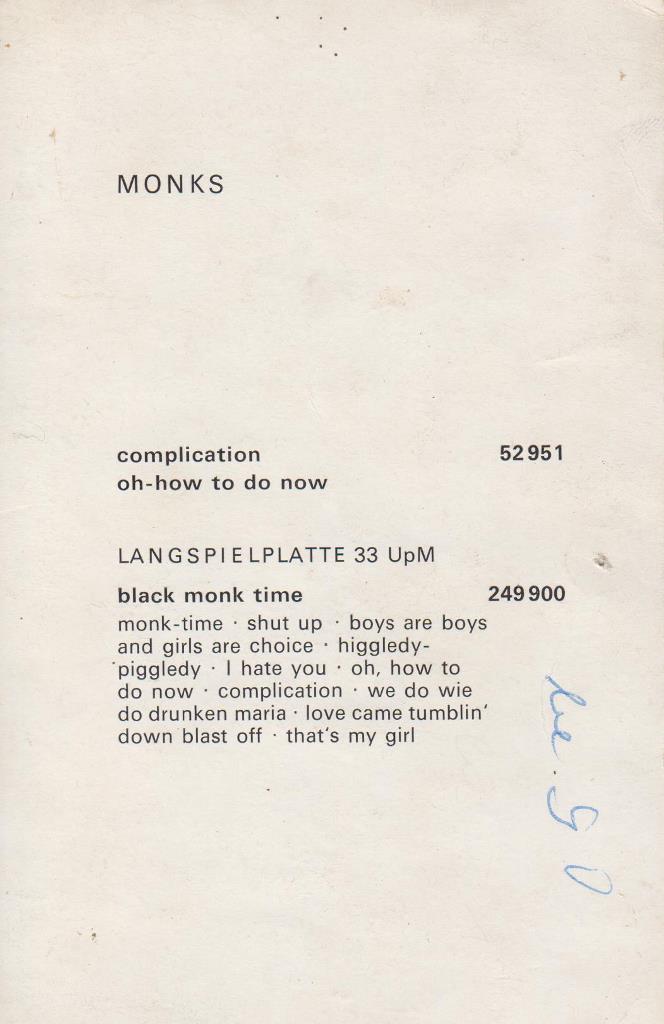 MONKS
complication 52951
oh-how to do now
LANGSPIELPLATTE 33 UpM
black monk time 249900
monk-time · shut up · boys are boys
and girls are choice · higgledy-
piggledy · I hate you · oh, how to
do now · complication · we do wie
do drunken maria · love came tumblin'
down blast off · that's my girl